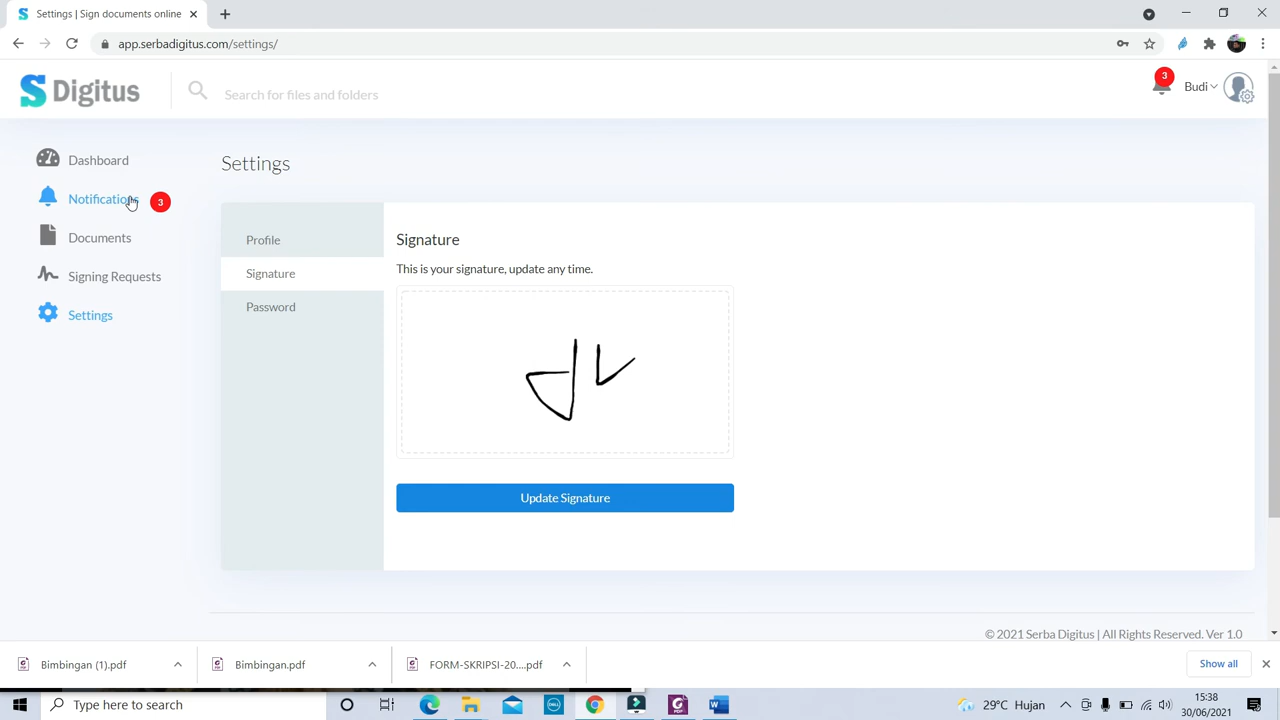 Settings | Sign documents online
app.serbadigitus.com/settings/
Digitus
Search for files and folders
3
Budi
Dashboard
Notifications
3
Documents
Signing Requests
Settings
Settings
Profile
Signature
Password
Signature
This is your signature, update any time.
Update Signature
© 2021 Serba Digitus | All Rights Reserved. Ver 1.0
Bimbingan (1).pdf
Bimbingan.pdf
FORM-SKRIPSI-20....pdf
Show all
Type here to search
DELL
29°C Hujan
15:38
30/06/2021